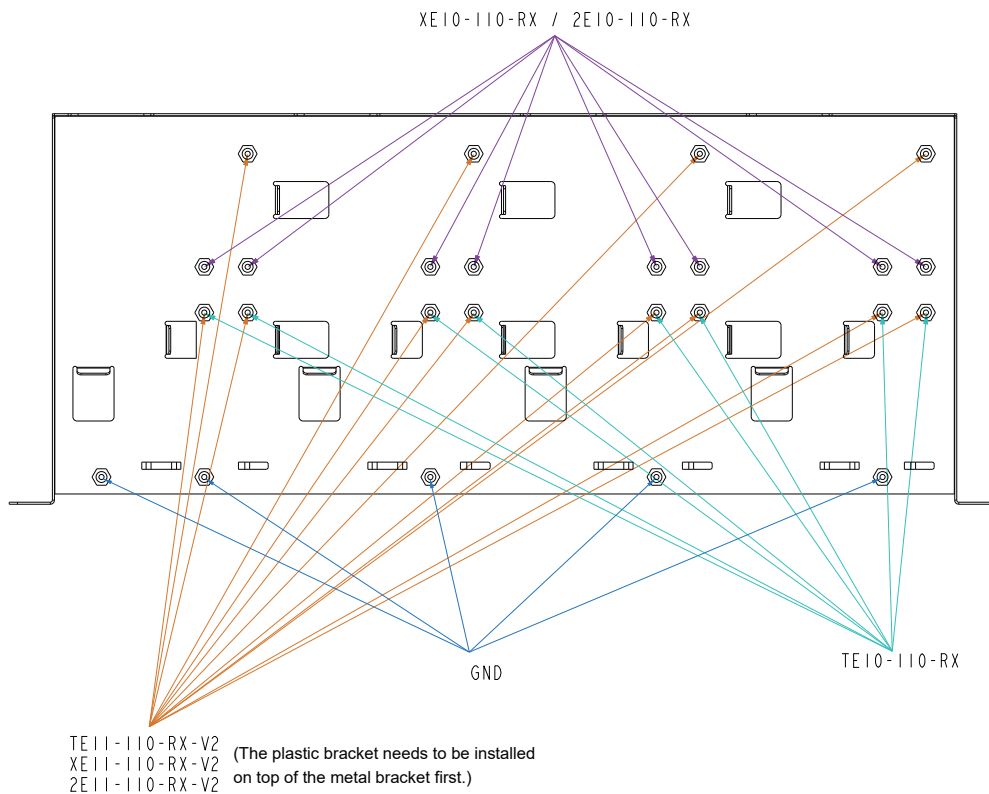 XE10-110-RX / 2E10-110-RX
TE10-110-RX
GND
TE11-110-RX-V2
XE11-110-RX-V2
2E11-110-RX-V2
(The plastic bracket needs to be installed
on top of the metal bracket first.)